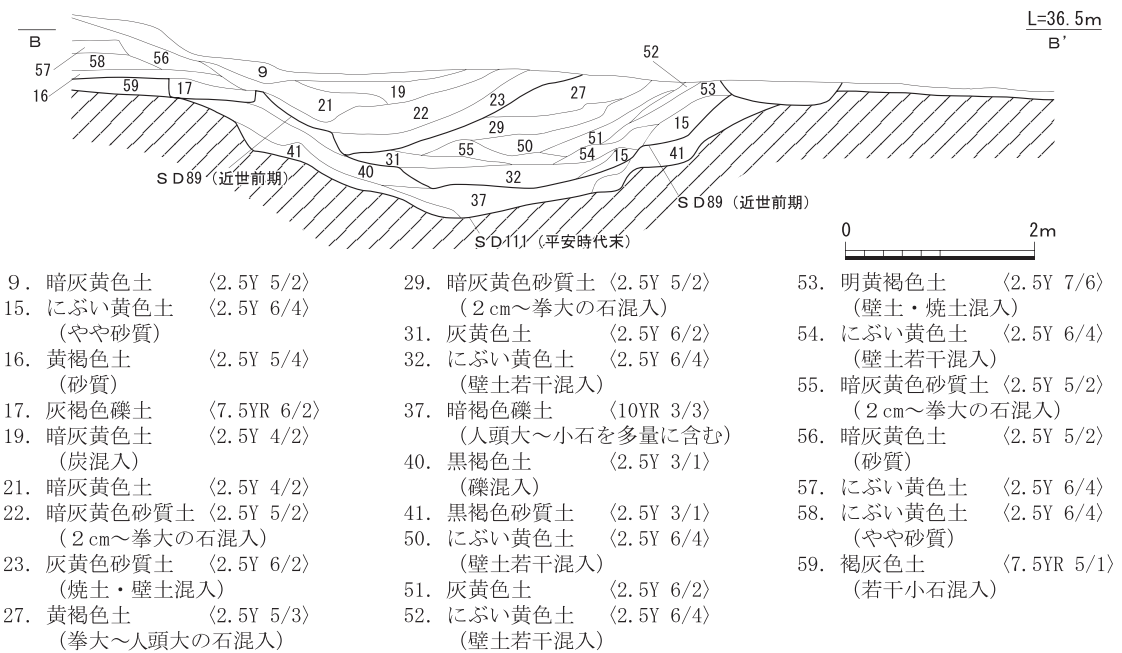 L=36.5m
B
B'
52
57
58
56
9
16
59
17
21
19
22
23
27
53
29
51
15
55
50
54
15
41
31
41
40
32
37
SD89(近世前期)
SD89(近世前期)
SD111(平安時代末)
0
2m
9. 暗灰黄色土 〈2.5Y 5/2〉
15. にぶい黄色土 〈2.5Y 6/4〉
(やや砂質)
16. 黄褐色土 〈2.5Y 5/4〉
(砂質)
17. 灰褐色礫土 〈7.5YR 6/2〉
19. 暗灰黄色土 〈2.5Y 4/2〉
(炭混入)
21. 暗灰黄色土 〈2.5Y 4/2〉
22. 暗灰黄色砂質土 〈2.5Y 5/2〉
(2cm~拳大の石混入)
23. 灰黄色砂質土 〈2.5Y 6/2〉
(焼土・壁土混入)
27. 黄褐色土 〈2.5Y 5/3〉
(拳大~人頭大の石混入)
29. 暗灰黄色砂質土 〈2.5Y 5/2〉
(2cm~拳大の石混入)
31. 灰黄色土 〈2.5Y 6/2〉
32. にぶい黄色土 〈2.5Y 6/4〉
(壁土若干混入)
37. 暗褐色礫土 〈10YR 3/3〉
(人頭大~小石を多量に含む)
40. 黒褐色土 〈2.5Y 3/1〉
(礫混入)
41. 黒褐色砂質土 〈2.5Y 3/1〉
50. にぶい黄色土 〈2.5Y 6/4〉
(壁土若干混入)
51. 灰黄色土 〈2.5Y 6/2〉
52. にぶい黄色土 〈2.5Y 6/4〉
(壁土若干混入)
53. 明黄褐色土 〈2.5Y 7/6〉
(壁土・焼土混入)
54. にぶい黄色土 〈2.5Y 6/4〉
(壁土若干混入)
55. 暗灰黄色砂質土 〈2.5Y 5/2〉
(2cm~拳大の石混入)
56. 暗灰黄色土 〈2.5Y 5/2〉
(砂質)
57. にぶい黄色土 〈2.5Y 6/4〉
58. にぶい黄色土 〈2.5Y 6/4〉
(やや砂質)
59. 褐灰色土 〈7.5YR 5/1〉
(若干小石混入)